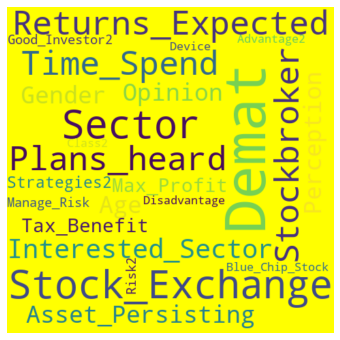 Returns_Expected
Good_Investor2
Device
Advantage2
Time_Spend
Gender
Opinion
Sector
Class2
Plans_heard
Demat
Stockbroker
Perception
Strategies2
Max_Profit
Manage_Risk
Age
Disadvantage
Tax_Benefit
Interested_Sector
Risk2
Blue_Chip_Stock
Stock_Exchange
Asset_Persisting